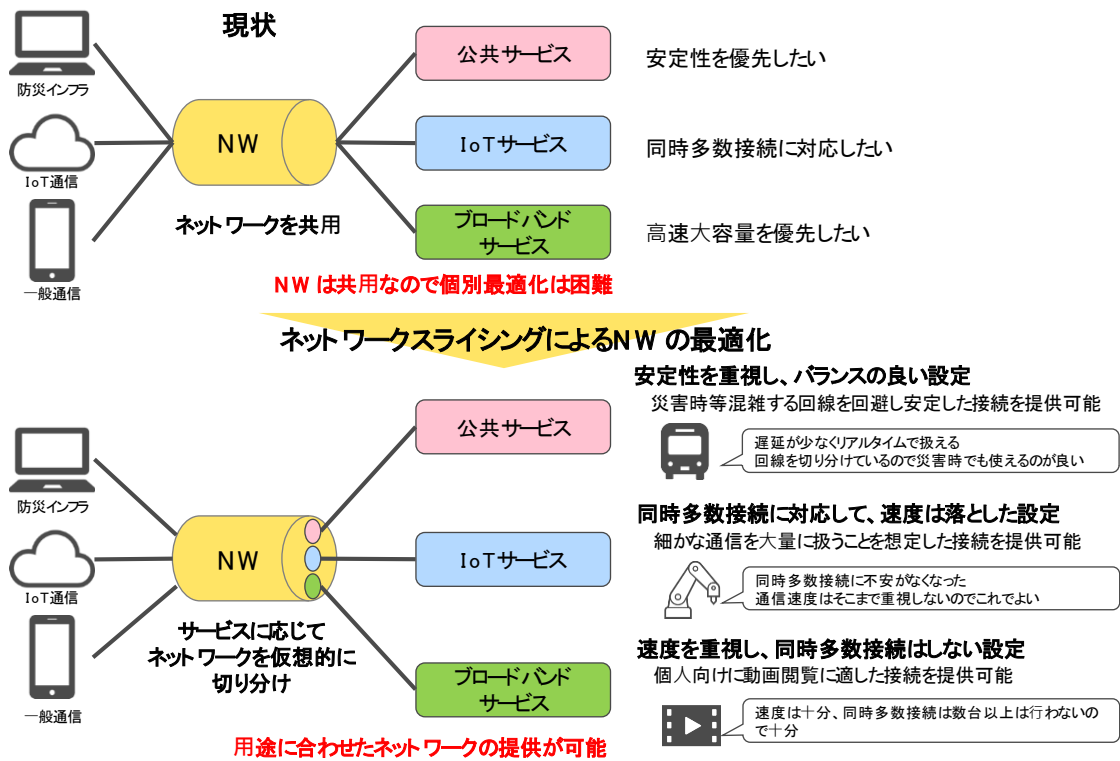 現状
防災インフラ
IoT通信
一般通信
NW
ネットワークを共用
公共サービス
安定性を優先したい
IoTサービス
同時多数接続に対応したい
ブロードバンド
サービス
高速大容量を優先したい
NWは共用なので個別最適化は困難
ネットワークスライシングによるNWの最適化
防災インフラ
IoT通信
一般通信
NW
サービスに応じて
ネットワークを仮想的に
切り分け
公共サービス
IoTサービス
ブロードバンド
サービス
用途に合わせたネットワークの提供が可能
安定性を重視し、バランスの良い設定
災害時等混雑する回線を回避し安定した接続を提供可能
遅延が少なくリアルタイムで扱える
回線を切り分けているので災害時でも使えるのが良い
同時多数接続に対応して、速度は落とした設定
細かな通信を大量に扱うことを想定した接続を提供可能
同時多数接続に不安がなくなった
通信速度はそこまで重視しないのでこれでよい
速度を重視し、同時多数接続はしない設定
個人向けに動画閲覧に適した接続を提供可能
速度は十分、同時多数接続は数台以上は行わないの
で十分